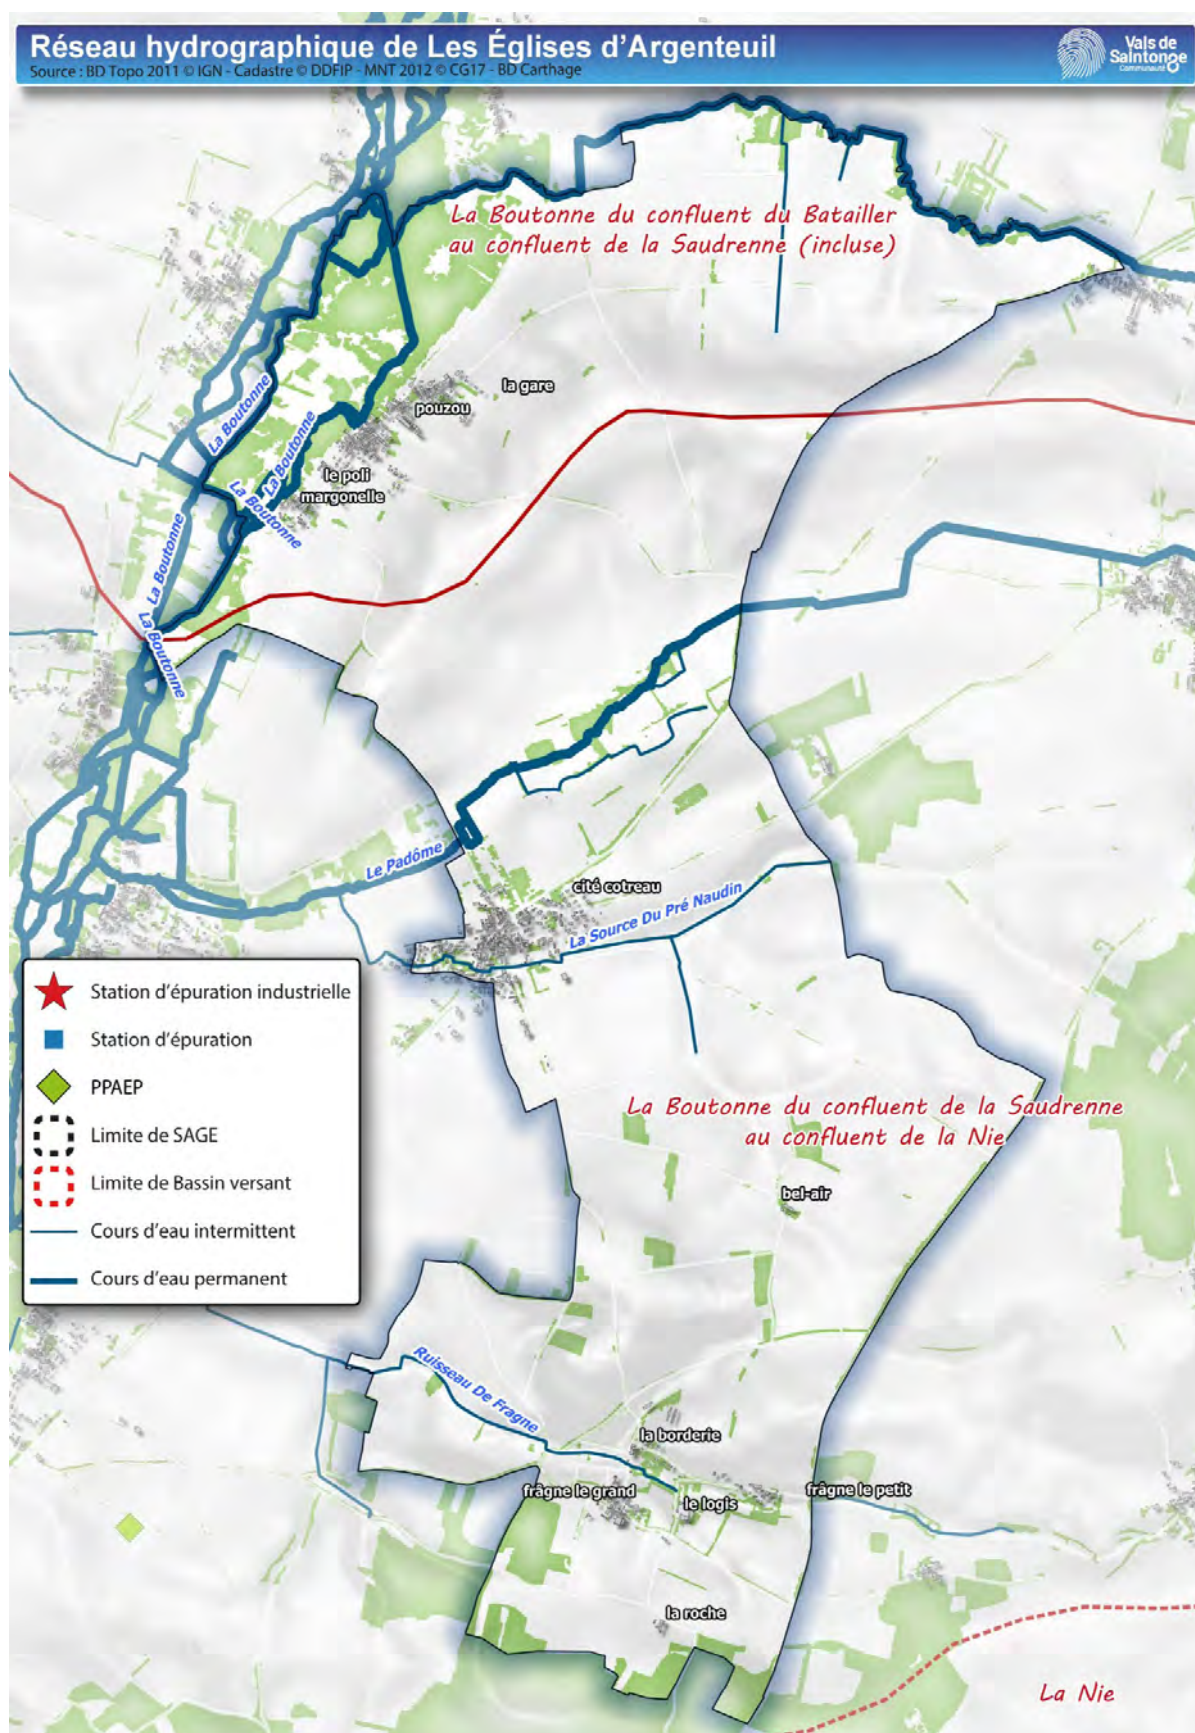 Réseau hydrographique de Les Églises d'Argenteuil
Source : BD Topo 2011 © IGN - Cadastre © DDFIP - MNT 2012 © CG17 - BD Carthage
Vals de
Saintonge
Communauté
La Boutonne du confluent du Batailler
au confluent de la Saudrenne (incluse)
la gare
pouzou
La Boutonne
La Boutonne
le poli
margonelle
La Boutonne
La Boutonne
La Boutonne
Le Padôme
cité cotreau
La Source Du Pré Naudin
Station d'épuration industrielle
Station d'épuration
PPAEP
Limite de SAGE
Limite de Bassin versant
Cours d'eau intermittent
Cours d'eau permanent
La Boutonne du confluent de la Saudrenne
au confluent de la Nie
bel-air
Ruisseau De Fragne
la borderie
frâgne le grand
le logis
frâgne le petit
la roche
La Nie